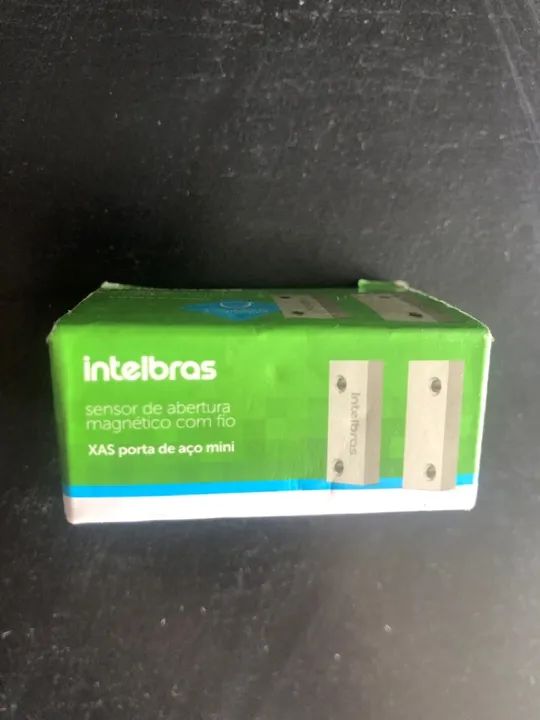 intelbras
sensor de abertura
magnético com fio
XAS porta de aço mini
intelbras